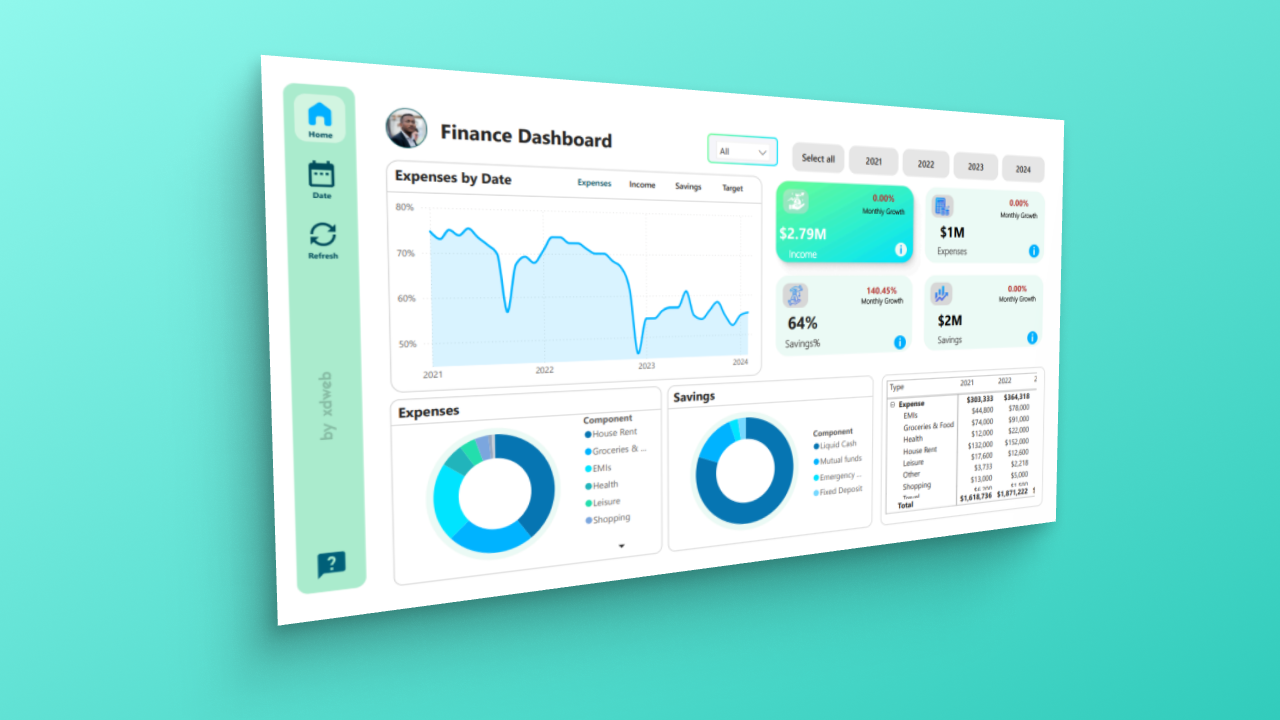 Home
Date
Refresh
by xdweb
Finance Dashboard
All
Select all
2021
2022
2023
2024
Expenses by Date
Expenses
Income
Savings
Target
80%
70%
60%
50%
2021
2022
2023
2024
0.00%
Monthly Growth
$2.79M
Income
0.00%
Monthly Growth
$1M
Expenses
140.45%
Monthly Growth
64%
Savings%
0.00%
Monthly Growth
$2M
Savings
Expenses
Component
House Rent
Groceries & ...
EMIs
Health
Leisure
Shopping
Savings
Component
Liquid Cash
Mutual funds
Emergency ...
Fixed Deposit
Type 2021 2022 2
Expense $303,333 $364,318
EMIs $44,800 $78,000
Groceries & Food $74,000 $91,000
Health $12,000 $22,000
House Rent $132,000 $152,000
Leisure $17,600 $12,600
Other $3,733 $2,218
Shopping $13,000 $5,000
Total $1,618,736 $1,871,222